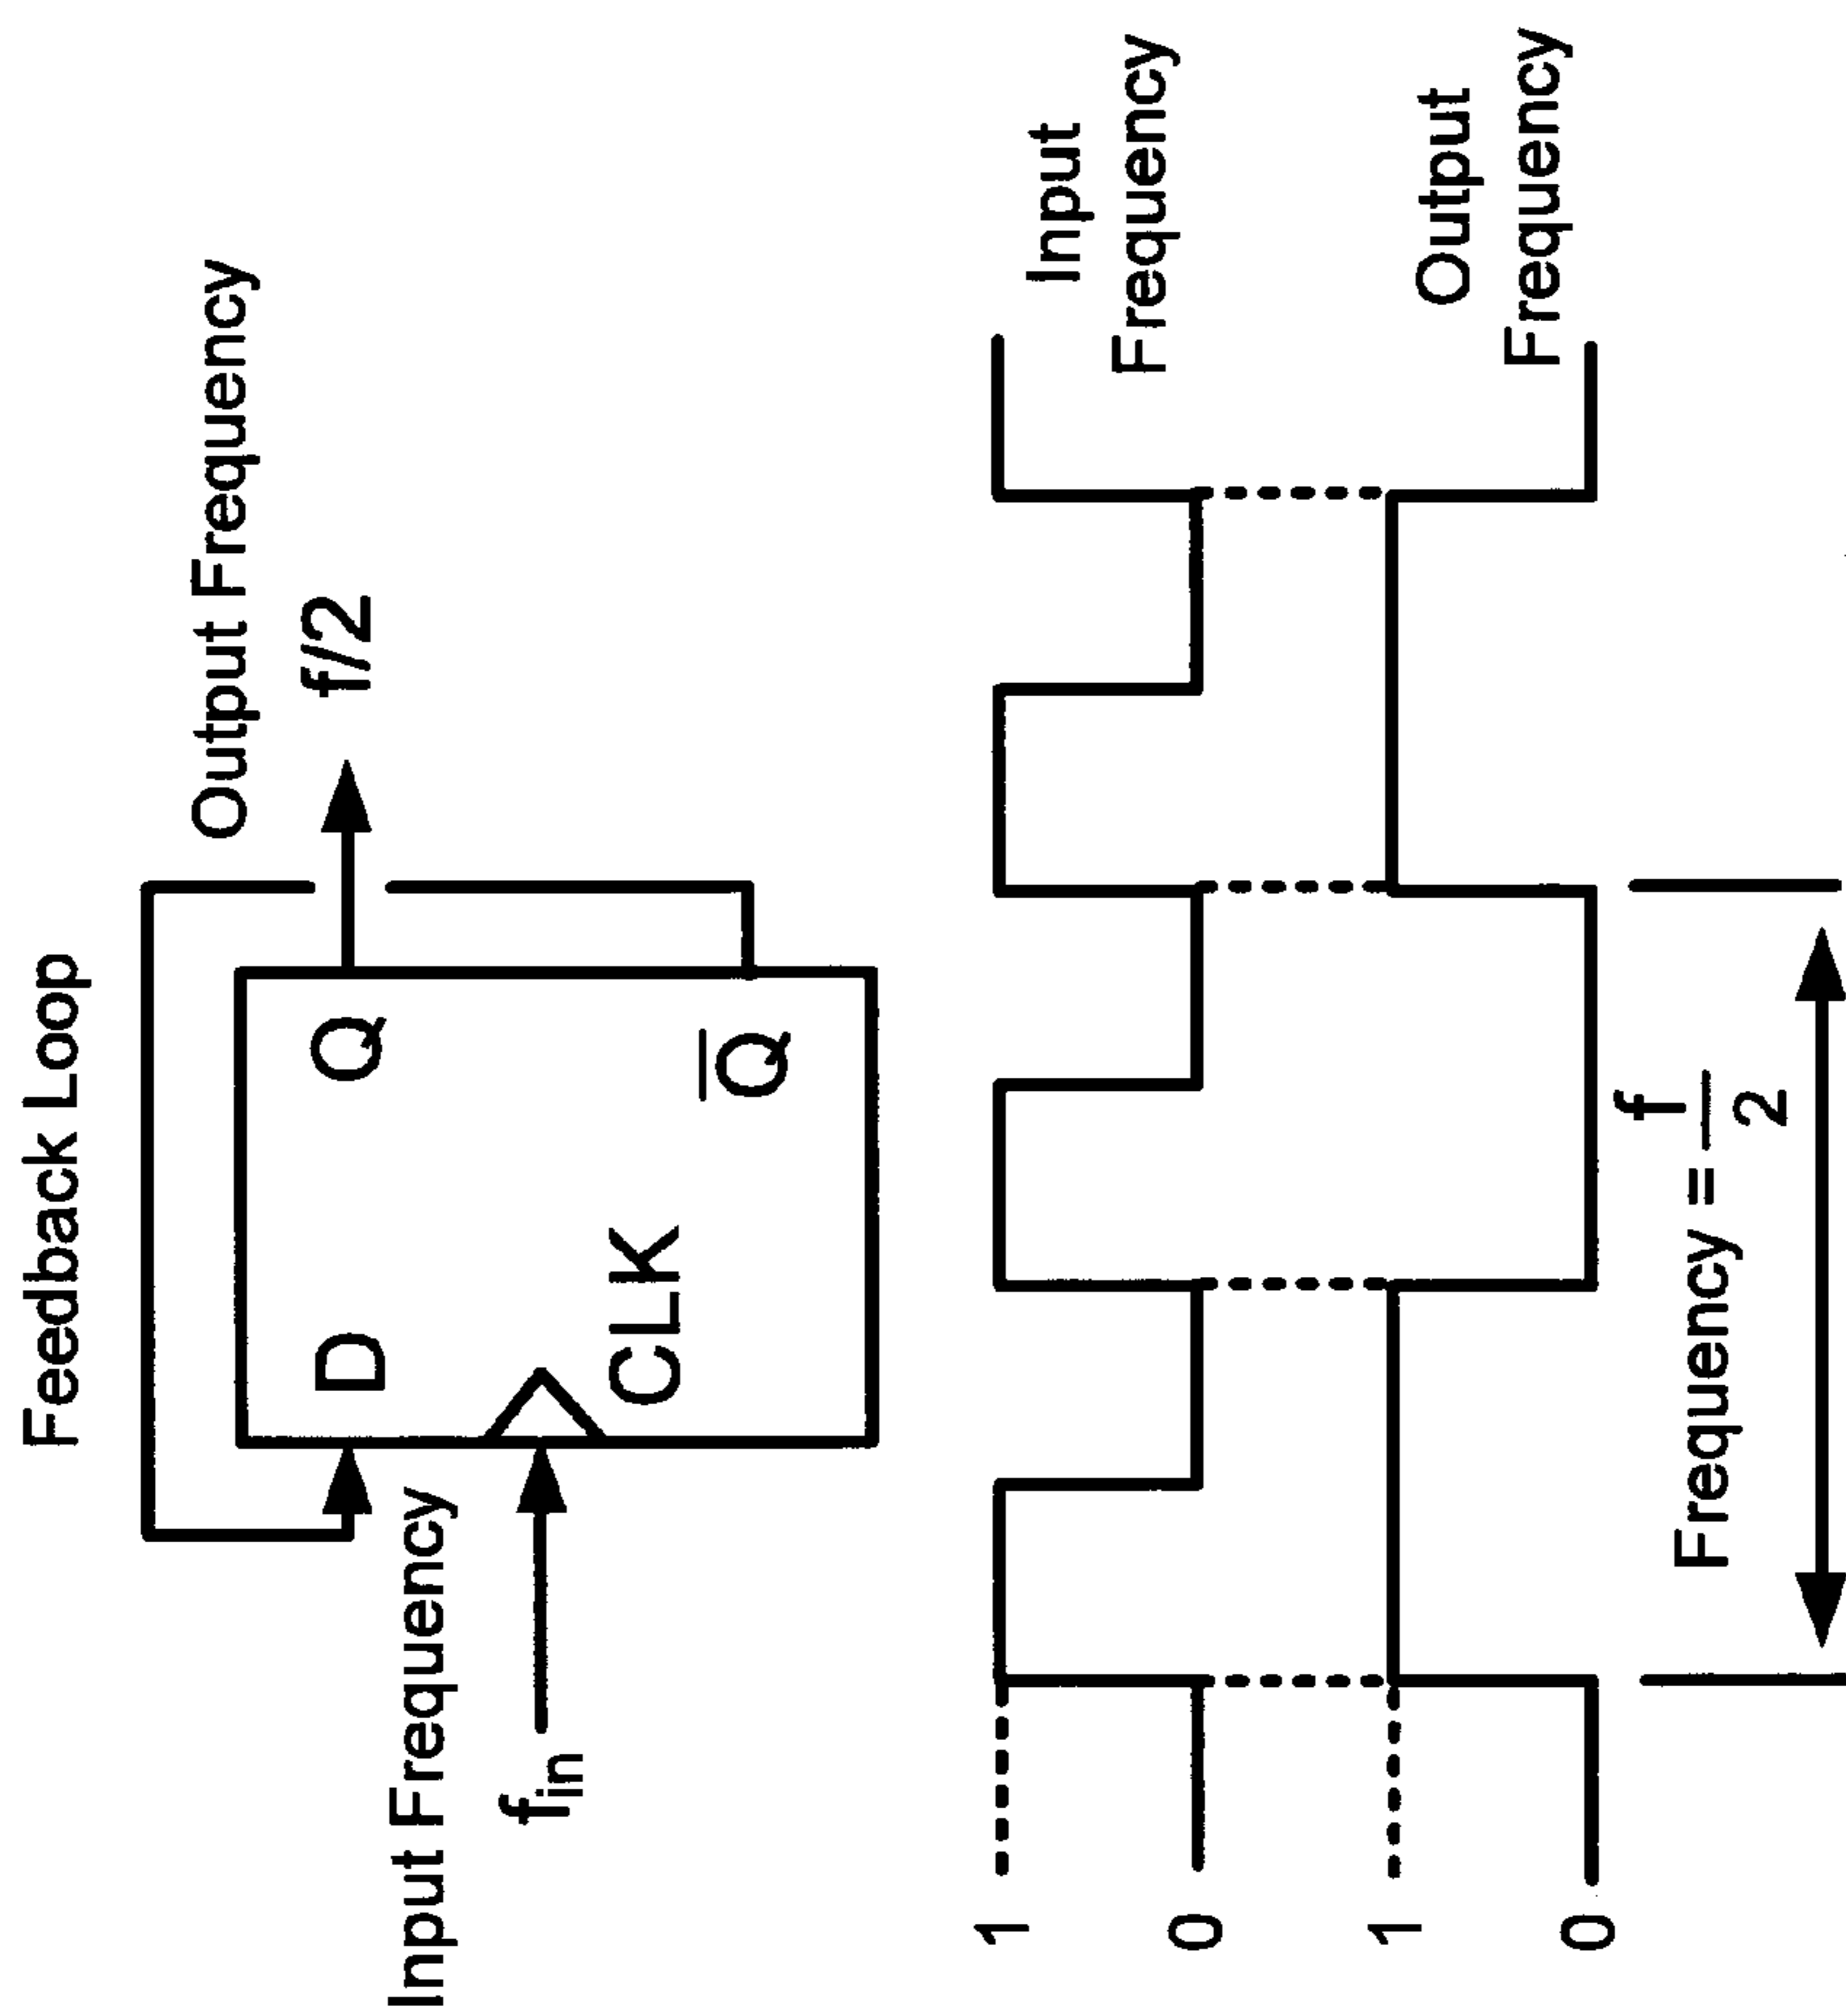 Feedback Loop
Output Frequency
f/2
D
Q
Input Frequency
f_in
CLK
Q̅
1
Input
Frequency
0
1
Output
Frequency
0
Frequency = f/2